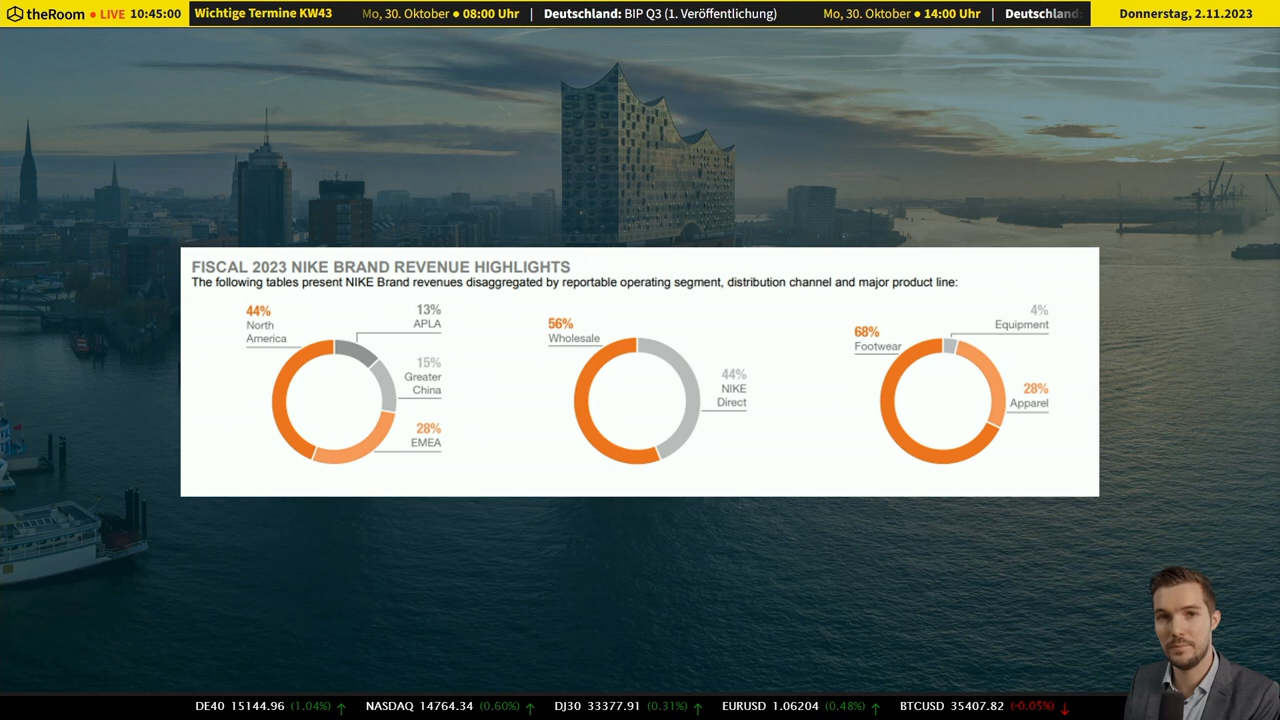 theRoom ● LIVE 10:45:00 Wichtige Termine KW43 Mo, 30. Oktober ● 08:00 Uhr | Deutschland: BIP Q3 (1. Veröffentlichung) Mo, 30. Oktober ● 14:00 Uhr | Deutschland: Donnerstag, 2.11.2023
FISCAL 2023 NIKE BRAND REVENUE HIGHLIGHTS
The following tables present NIKE Brand revenues disaggregated by reportable operating segment, distribution channel and major product line:
44%
North
America
13%
APLA
15%
Greater
China
28%
EMEA
56%
Wholesale
44%
NIKE
Direct
68%
Footwear
4%
Equipment
28%
Apparel
DE40 15144.96 (1.04%) ↑ NASDAQ 14764.34 (0.60%) ↑ DJ30 33377.91 (0.31%) ↑ EURUSD 1.06204 (0.48%) ↑ BTCUSD 35407.82 (-0.05%) ↓